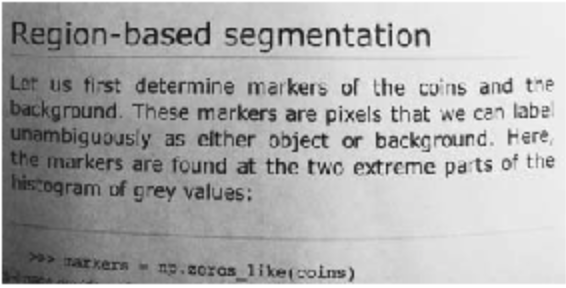 Region-based segmentation
Let us first determine markers of the coins and the
background. These markers are pixels that we can label
unambiguously as either object or background. Here,
the markers are found at the two extreme parts of the
histogram of grey values:
>>> markers = np.zeros_like(coins)